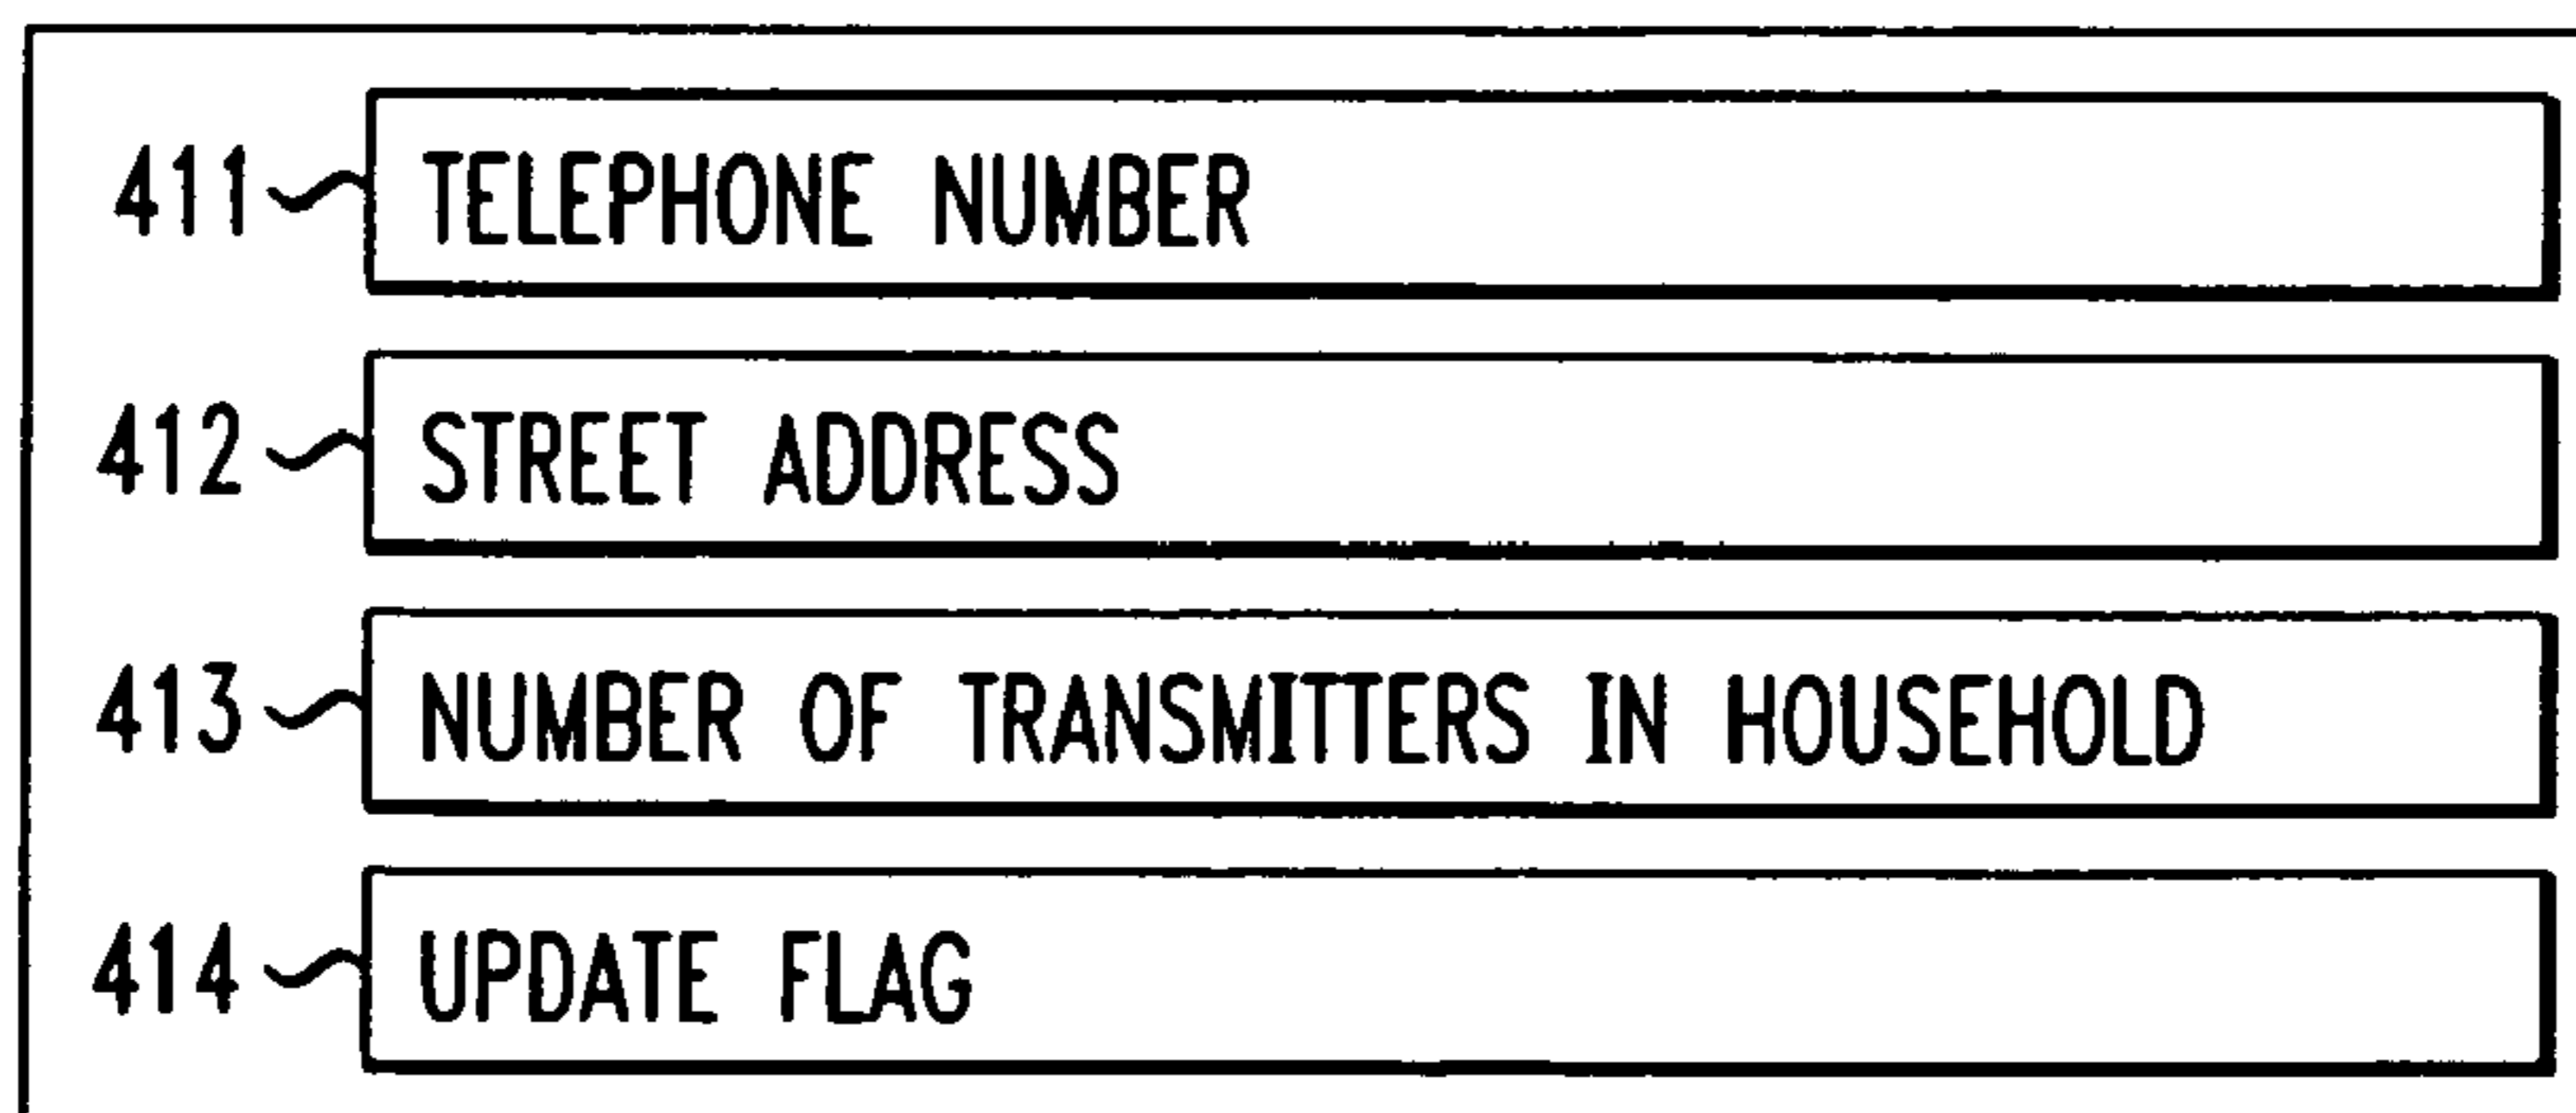 411 TELEPHONE NUMBER
412 STREET ADDRESS
413 NUMBER OF TRANSMITTERS IN HOUSEHOLD
414 UPDATE FLAG